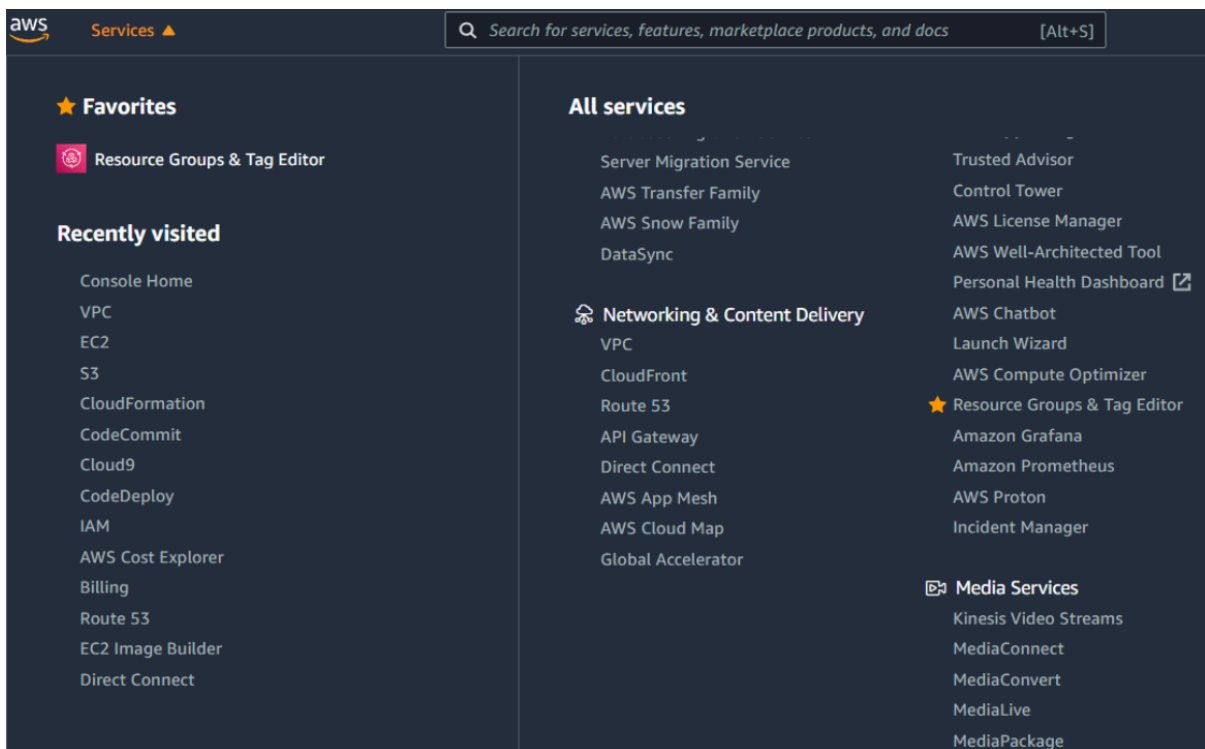 aws
Services
Search for services, features, marketplace products, and docs [Alt+S]
Favorites
Resource Groups & Tag Editor
Recently visited
Console Home
VPC
EC2
S3
CloudFormation
CodeCommit
Cloud9
CodeDeploy
IAM
AWS Cost Explorer
Billing
Route 53
EC2 Image Builder
Direct Connect
All services
Server Migration Service
AWS Transfer Family
AWS Snow Family
DataSync
Networking & Content Delivery
VPC
CloudFront
Route 53
API Gateway
Direct Connect
AWS App Mesh
AWS Cloud Map
Global Accelerator
Trusted Advisor
Control Tower
AWS License Manager
AWS Well-Architected Tool
Personal Health Dashboard
AWS Chatbot
Launch Wizard
AWS Compute Optimizer
Resource Groups & Tag Editor
Amazon Grafana
Amazon Prometheus
AWS Proton
Incident Manager
Media Services
Kinesis Video Streams
MediaConnect
MediaConvert
MediaLive
MediaPackage